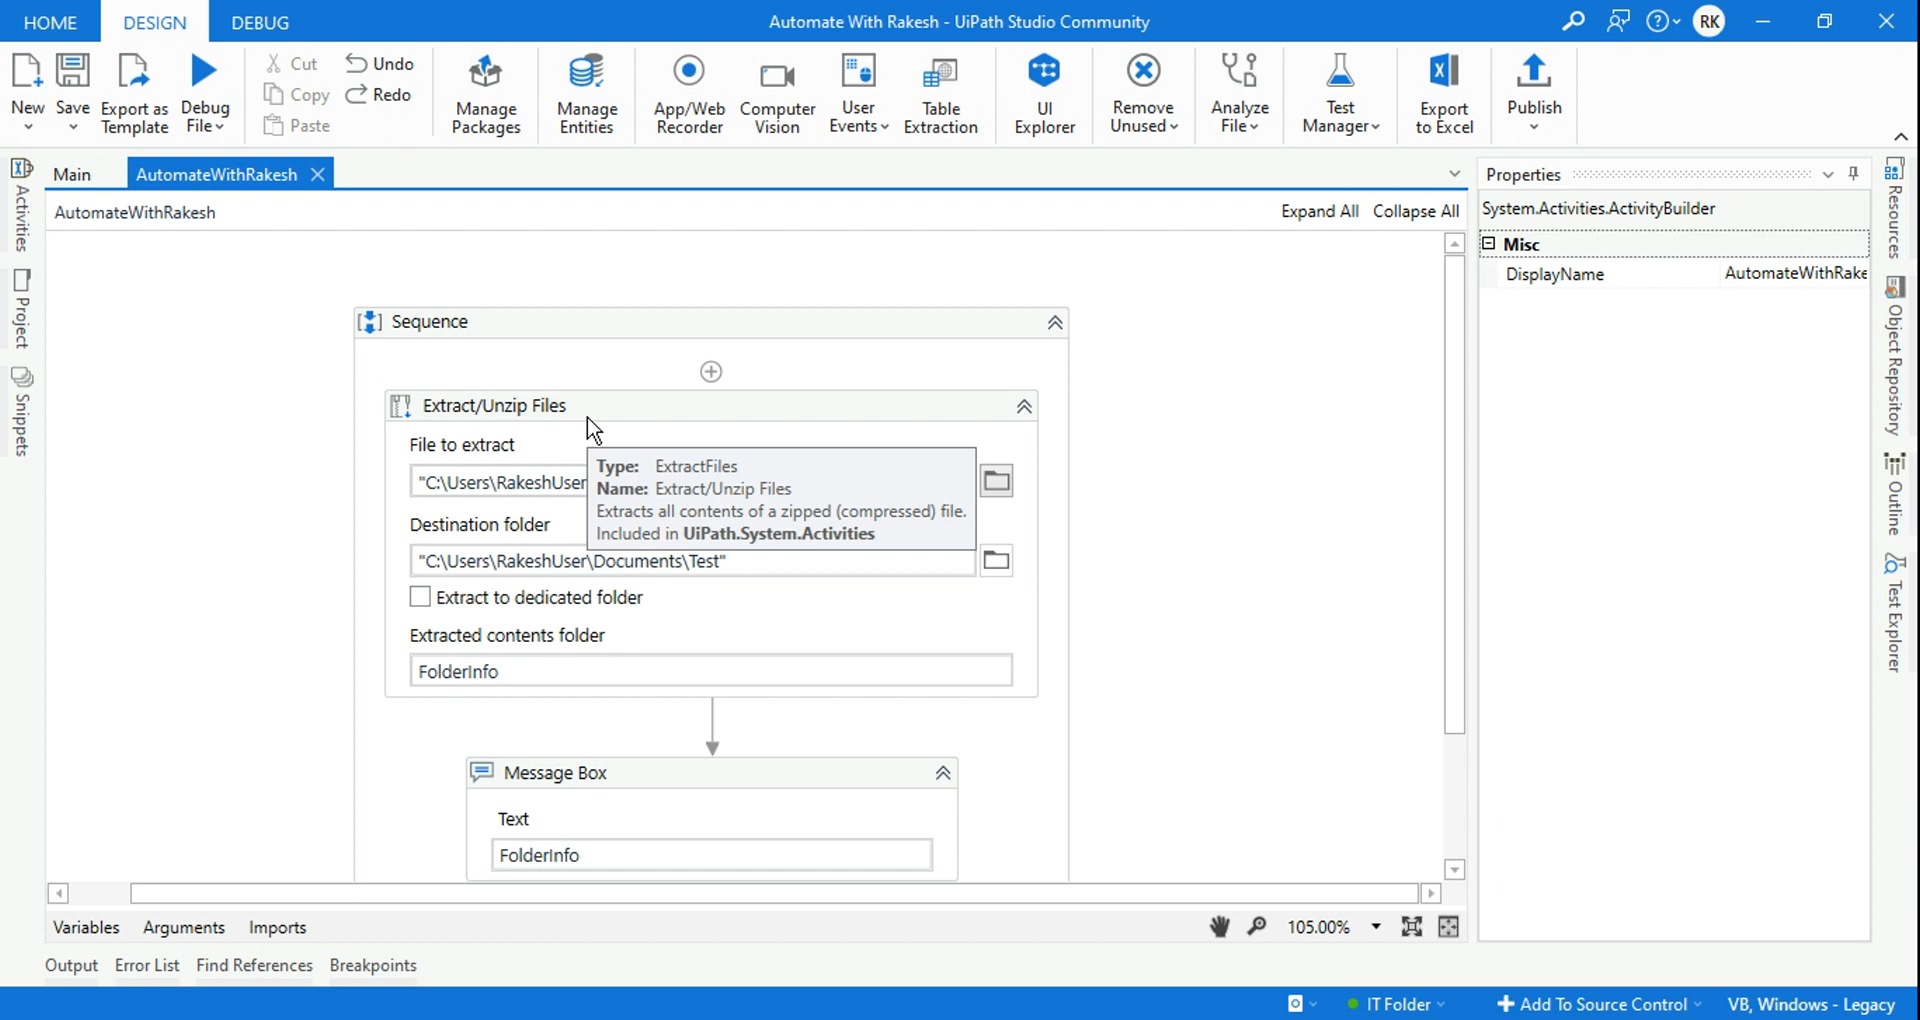 HOME DESIGN DEBUG
Automate With Rakesh - UiPath Studio Community
RK
New
Save
Export as
Template
Debug
File
Cut
Copy
Paste
Undo
Redo
Manage
Packages
Manage
Entities
App/Web
Recorder
Computer
Vision
User
Events
Table
Extraction
UI
Explorer
Remove
Unused
Analyze
File
Test
Manager
Export
to Excel
Publish
Activities
Project
Snippets
Main AutomateWithRakesh
AutomateWithRakesh
Expand All Collapse All
Sequence
Extract/Unzip Files
File to extract
"C:\Users\RakeshUser
Type: ExtractFiles
Name: Extract/Unzip Files
Extracts all contents of a zipped (compressed) file.
Included in UiPath.System.Activities
Destination folder
"C:\Users\RakeshUser\Documents\Test"
Extract to dedicated folder
Extracted contents folder
FolderInfo
Message Box
Text
FolderInfo
Variables Arguments Imports
105.00%
Output Error List Find References Breakpoints
Properties
System.Activities.ActivityBuilder
Misc
DisplayName AutomateWithRake
Resources
Object Repository
Outline
Test Explorer
IT Folder
Add To Source Control
VB, Windows - Legacy